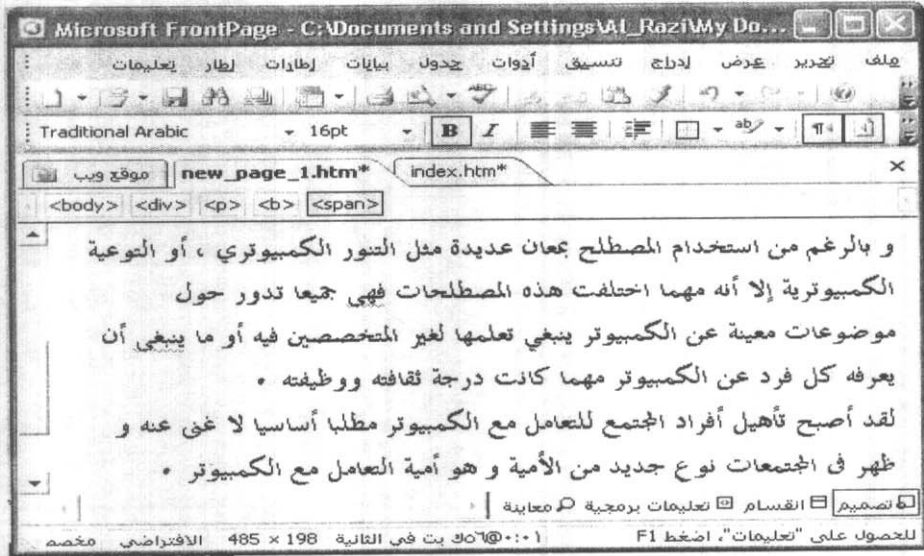 Microsoft FrontPage - C:\Documents and Settings\Al_Razi\My Do...
ملف تحرير عرض إدراج تنسيق أدوات جدول بيانات إطارات إطار تعليمات
Traditional Arabic 16pt B I ab
موقع ويب new_page_1.htm* index.htm*
<body> <div> <p> <b> <span>
و بالرغم من استخدام المصطلح بمعان عديدة مثل التنور الكمبيوتري ، أو التوعية
الكمبيوترية إلا أنه مهما اختلفت هذه المصطلحات فهي جميعا تدور حول
موضوعات معينة عن الكمبيوتر ينبغي تعلمها لغير المتخصصين فيه أو ما ينبغى أن
يعرفه كل فرد عن الكمبيوتر مهما كانت درجة ثقافته ووظيفته .
لقد أصبح تأهيل أفراد المجتمع للتعامل مع الكمبيوتر مطلبا أساسيا لا غنى عنه و
ظهر فى المجتمعات نوع جديد من الأمية و هو أمية التعامل مع الكمبيوتر .
تصميم انقسام تعليمات برمجية معاينة
للحصول على "تعليمات"، اضغط F1 بت في الثانية 198 × 485 الافتراضي مخصص